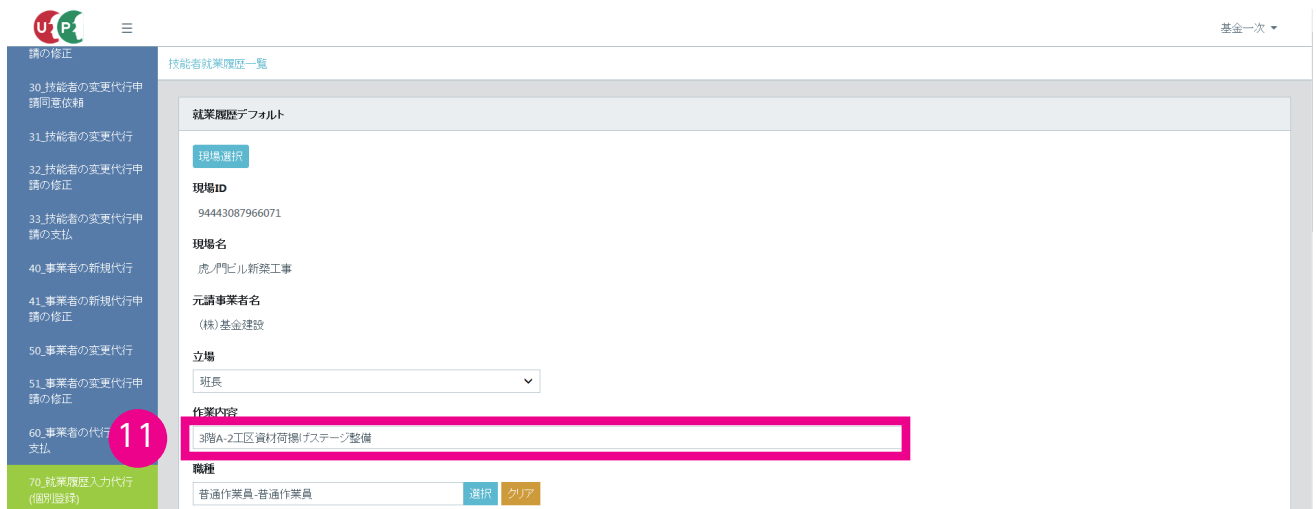 U P
☰
基金一次
請の修正
30_技能者の変更代行申
請同意依頼
31_技能者の変更代行
32_技能者の変更代行申
請の修正
33_技能者の変更代行申
請の支払
40_事業者の新規代行
41_事業者の新規代行申
請の修正
50_事業者の変更代行
51_事業者の変更代行申
請の修正
60_事業者の代行
支払
70_就業履歴入力代行
(個別登録)
技能者就業履歴一覧
就業履歴デフォルト
現場選択
現場ID
94443087966071
現場名
虎ノ門ビル新築工事
元請事業者名
(株)基金建設
立場
班長
作業内容
11
3階A-2工区資材荷揚げステージ整備
職種
普通作業員-普通作業員
選択
クリア